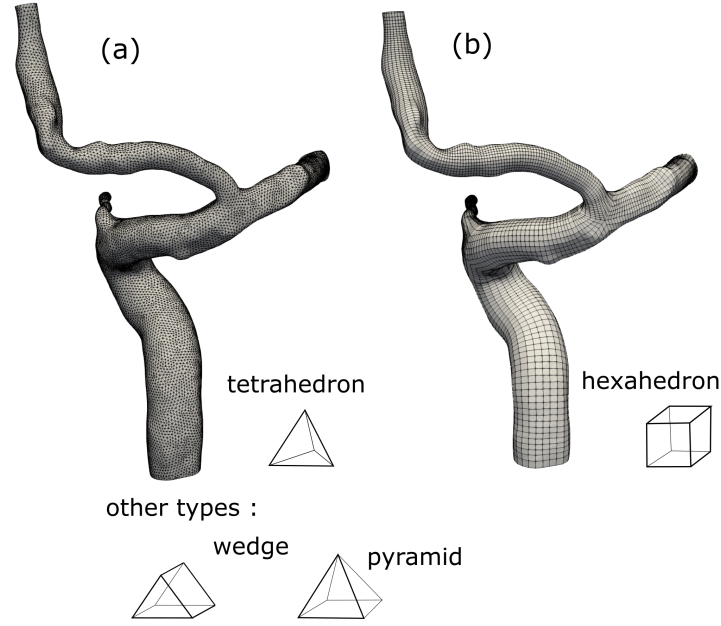 (a)
(b)
tetrahedron
hexahedron
other types :
wedge
pyramid